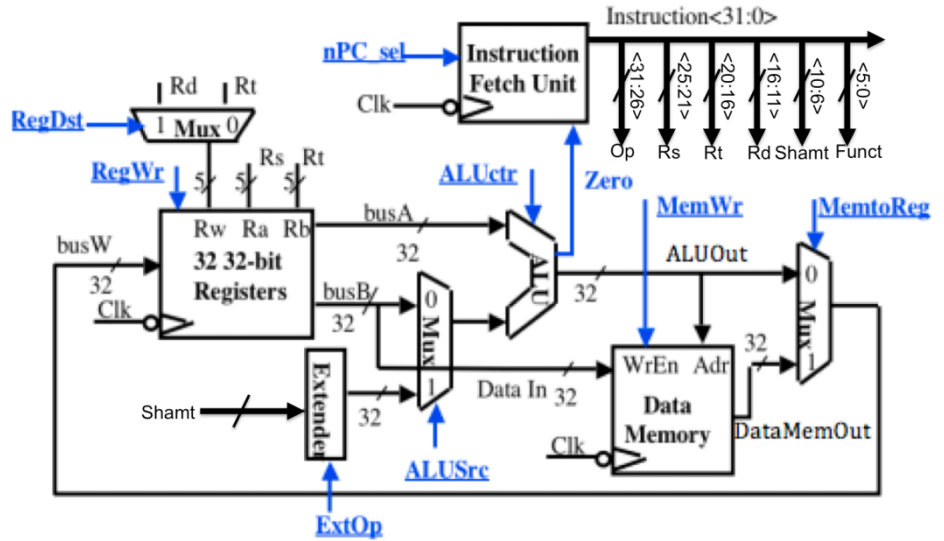 Instruction<31:0>
nPC_sel
Instruction
Fetch Unit
Clk
<31:26>
<25:21>
<20:16>
<16:11>
<10:6>
<5:0>
Op
Rs
Rt
Rd
Shamt
Funct
Rd
Rt
RegDst
1 Mux 0
RegWr
5
5
5
Rs
Rt
ALUctr
Zero
MemWr
MemtoReg
busW
32
Rw Ra Rb
32 32-bit
Registers
Clk
busA
32
busB
32
0
Mux
1
ALU
32
ALUOut
0
Mux
1
32
WrEn Adr
Data
Memory
Clk
Data In 32
DataMemOut
Shamt
Extender
32
ALUSrc
ExtOp